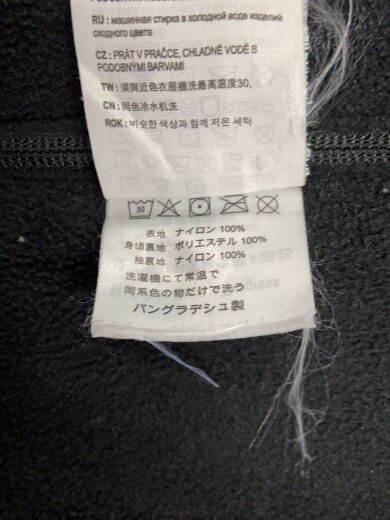 RU : машинная стирка в холодной воде изделий
сходного цвета
CZ : PRÁT V PRAČCE, CHLADNÉ VODĚ S
PODOBNÝMI BARVAMI
TW : 須與近色衣服機洗最高溫度30,
CN : 同色冷水机洗
ROK : 비슷한 색상과 함께 저온 세탁
30
表地 ナイロン 100%
身頃裏地 ポリエステル 100%
袖裏地 ナイロン 100%
洗濯機にて常温で
同系色の物だけで洗う
バングラデシュ製